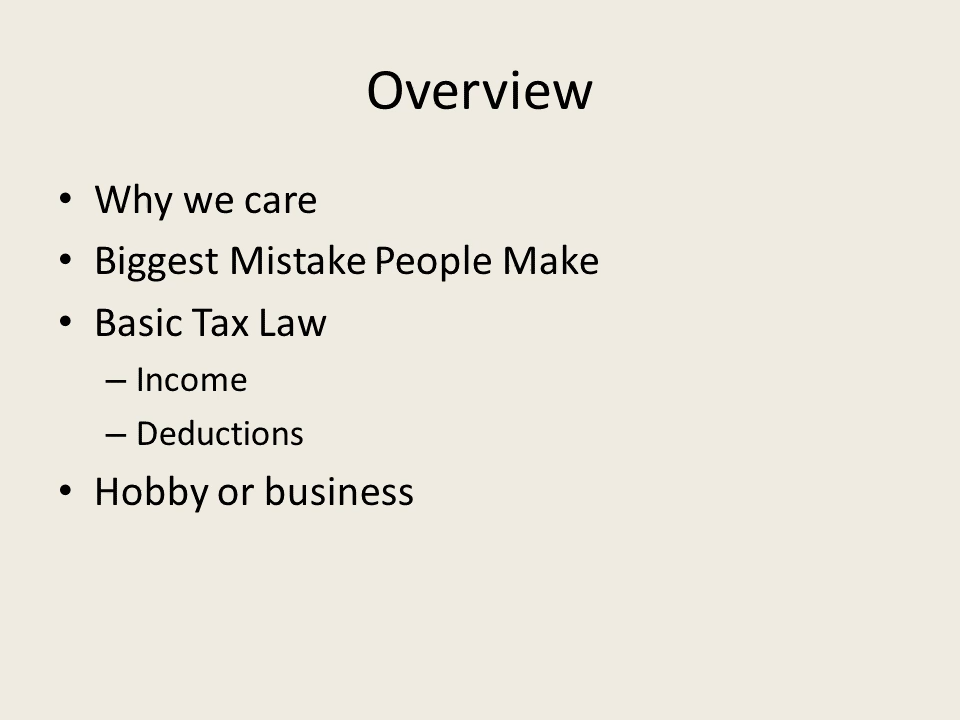 Overview
• Why we care
• Biggest Mistake People Make
• Basic Tax Law
– Income
– Deductions
• Hobby or business